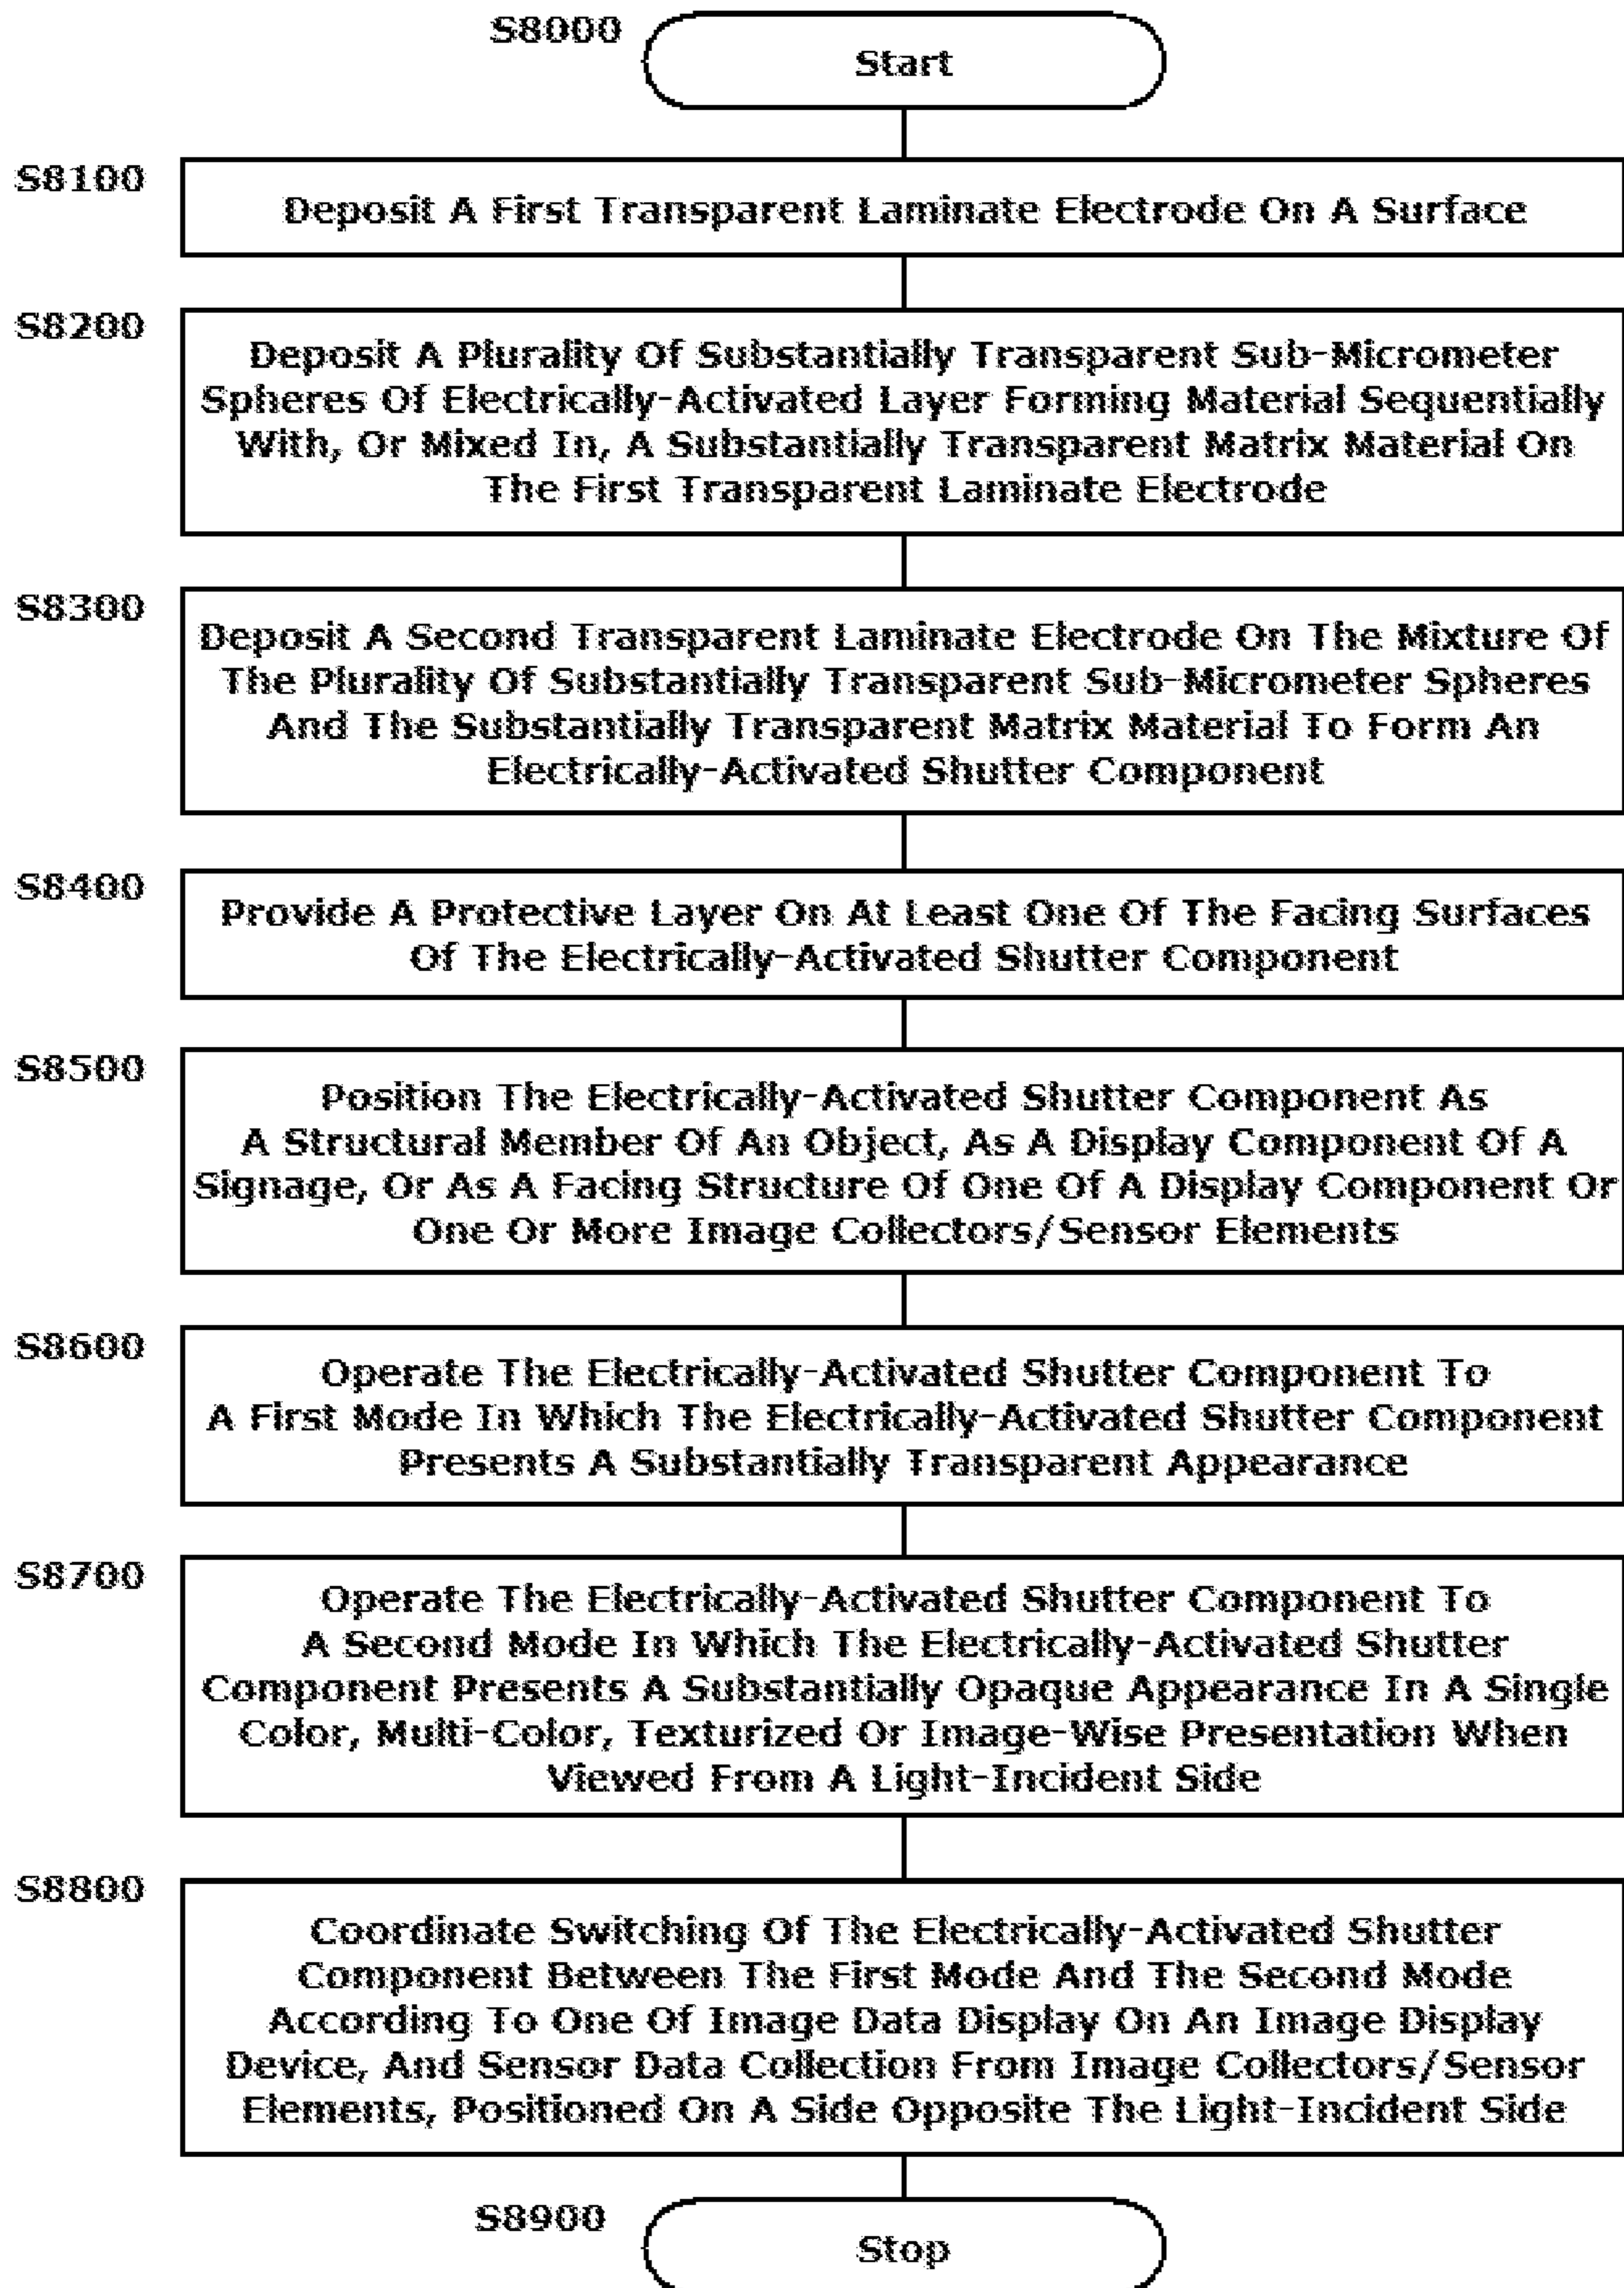 S8000
Start
S8100
Deposit A First Transparent Laminate Electrode On A Surface
S8200
Deposit A Plurality Of Substantially Transparent Sub-Micrometer
Spheres Of Electrically-Activated Layer Forming Material Sequentially
With, Or Mixed In, A Substantially Transparent Matrix Material On
The First Transparent Laminate Electrode
S8300
Deposit A Second Transparent Laminate Electrode On The Mixture Of
The Plurality Of Substantially Transparent Sub-Micrometer Spheres
And The Substantially Transparent Matrix Material To Form An
Electrically-Activated Shutter Component
S8400
Provide A Protective Layer On At Least One Of The Facing Surfaces
Of The Electrically-Activated Shutter Component
S8500
Position The Electrically-Activated Shutter Component As
A Structural Member Of An Object, As A Display Component Of A
Signage, Or As A Facing Structure Of One Of A Display Component Or
One Or More Image Collectors/Sensor Elements
S8600
Operate The Electrically-Activated Shutter Component To
A First Mode In Which The Electrically-Activated Shutter Component
Presents A Substantially Transparent Appearance
S8700
Operate The Electrically-Activated Shutter Component To
A Second Mode In Which The Electrically-Activated Shutter
Component Presents A Substantially Opaque Appearance In A Single
Color, Multi-Color, Texturized Or Image-Wise Presentation When
Viewed From A Light-Incident Side
S8800
Coordinate Switching Of The Electrically-Activated Shutter
Component Between The First Mode And The Second Mode
According To One Of Image Data Display On An Image Display
Device, And Sensor Data Collection From Image Collectors/Sensor
Elements, Positioned On A Side Opposite The Light-Incident Side
S8900
Stop